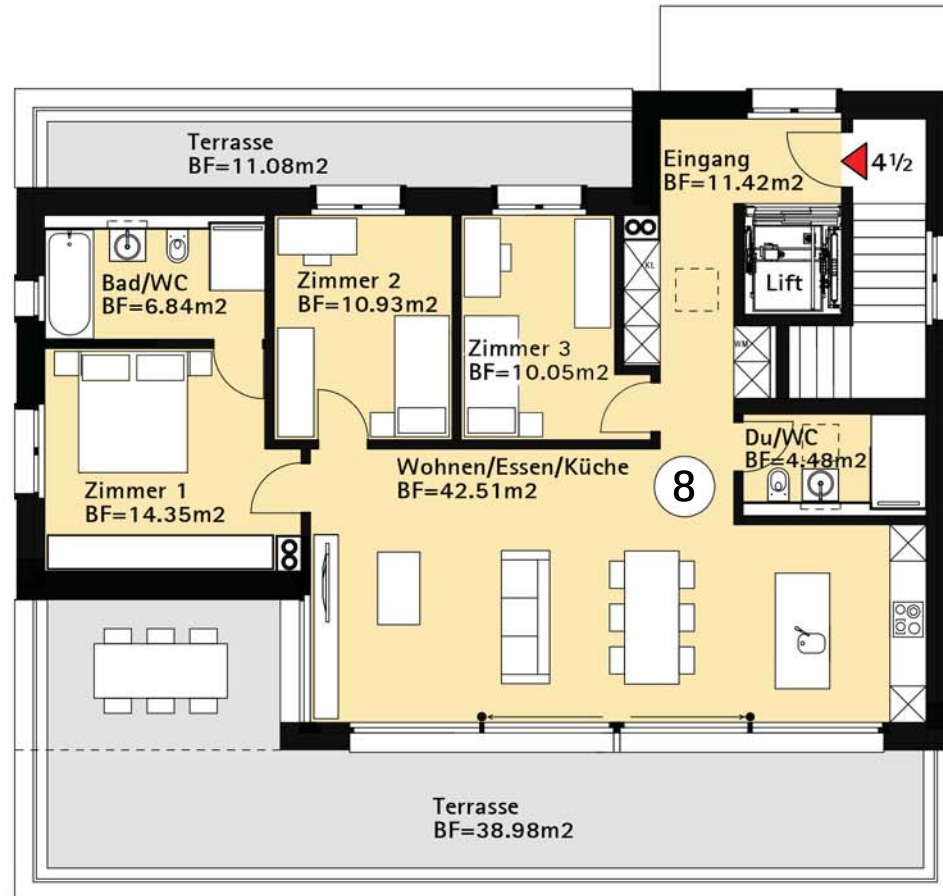 Terrasse
BF=11.08m2
Eingang
BF=11.42m2
4½
Bad/WC
BF=6.84m2
Zimmer 2
BF=10.93m2
KL
Lift
Zimmer 3
BF=10.05m2
WM
Zimmer 1
BF=14.35m2
Wohnen/Essen/Küche
BF=42.51m2
8
Du/WC
BF=4.48m2
Terrasse
BF=38.98m2